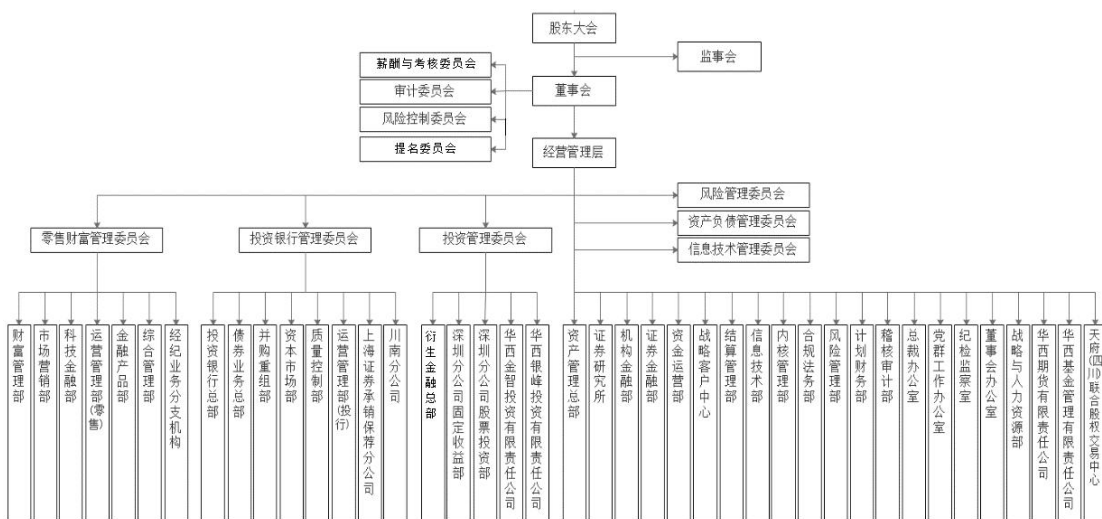 股东大会
监事会
薪酬与考核委员会
审计委员会
董事会
风险控制委员会
提名委员会
经营管理层
风险管理委员会
资产负债管理委员会
信息技术管理委员会
零售财富管理委员会
投资银行管理委员会
投资管理委员会
财富管理部
市场营销部
科技金融部
运营管理部(零售)
金融产品部
综合管理部
经纪业务分支机构
投资银行总部
债券业务总部
并购重组部
资本市场部
质量控制部
运营管理部(投行)
上海证券承销保荐分公司
川南分公司
衍生金融总部
深圳分公司固定收益部
深圳分公司股票投资部
华西金智投资有限责任公司
华西银峰投资有限责任公司
资产管理总部
证券研究所
机构金融部
证券金融部
资金运营部
战略客户中心
结算管理部
信息技术部
内核管理部
合规法务部
风险管理部
计划财务部
稽核审计部
总裁办公室
党群工作办公室
纪检监察室
董事会办公室
战略与人力资源部
华西期货有限责任公司
华西基金管理有限责任公司
天府(四川)联合股权交易中心